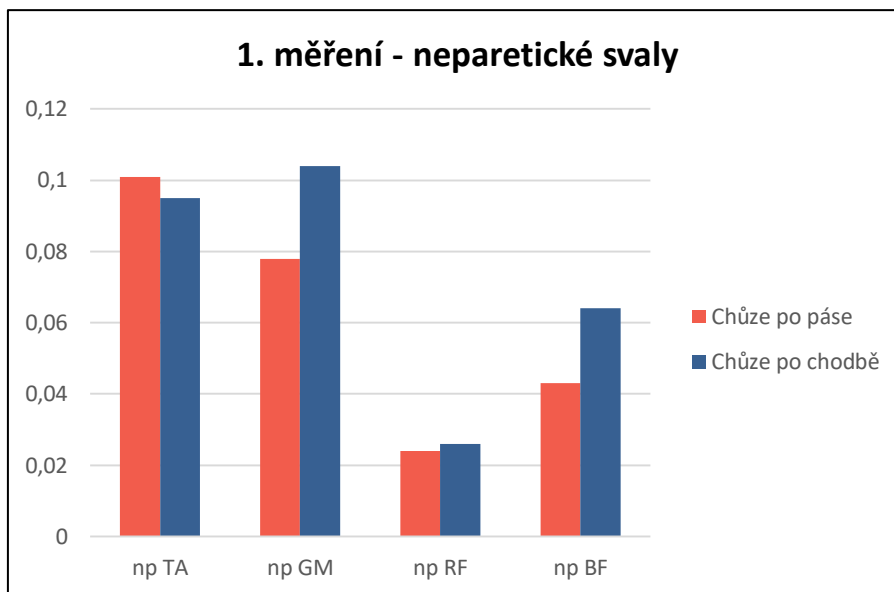 1. měření - neparetické svaly
0,12
0,1
0,08
0,06
0,04
0,02
0
np TA
np GM
np RF
np BF
Chůze po páse
Chůze po chodbě